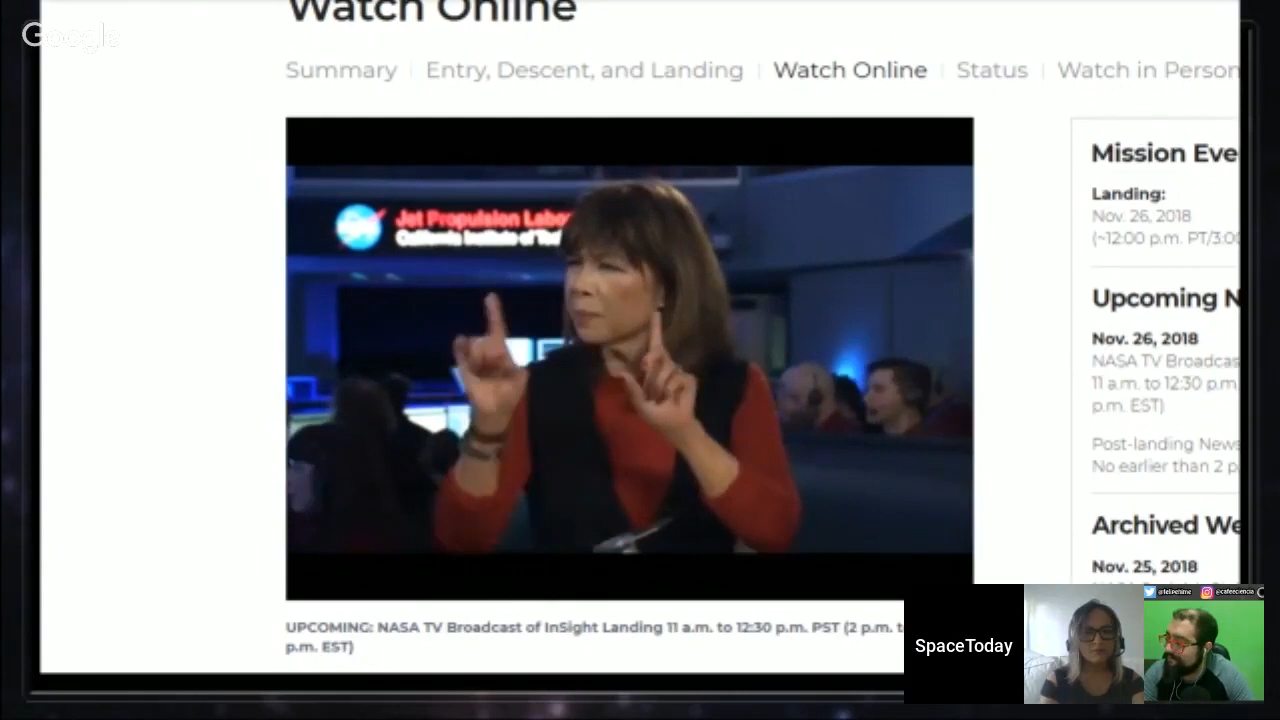 Watch Online
Google
Summary
Entry, Descent, and Landing
Watch Online
Status
Watch in Person
Jet Propulsion Labo
California Institute of Te
Mission Eve
Landing:
Nov. 26, 2018
(~12:00 p.m. PT/3:00
Upcoming N
Nov. 26, 2018
NASA TV Broadcas
11 a.m. to 12:30 p.m.
p.m. EST)
Post-landing News
No earlier than 2 p
Archived We
Nov. 25, 2018
UPCOMING: NASA TV Broadcast of InSight Landing 11 a.m. to 12:30 p.m. PST (2 p.m. t
p.m. EST)
SpaceToday
@cafeeciencia